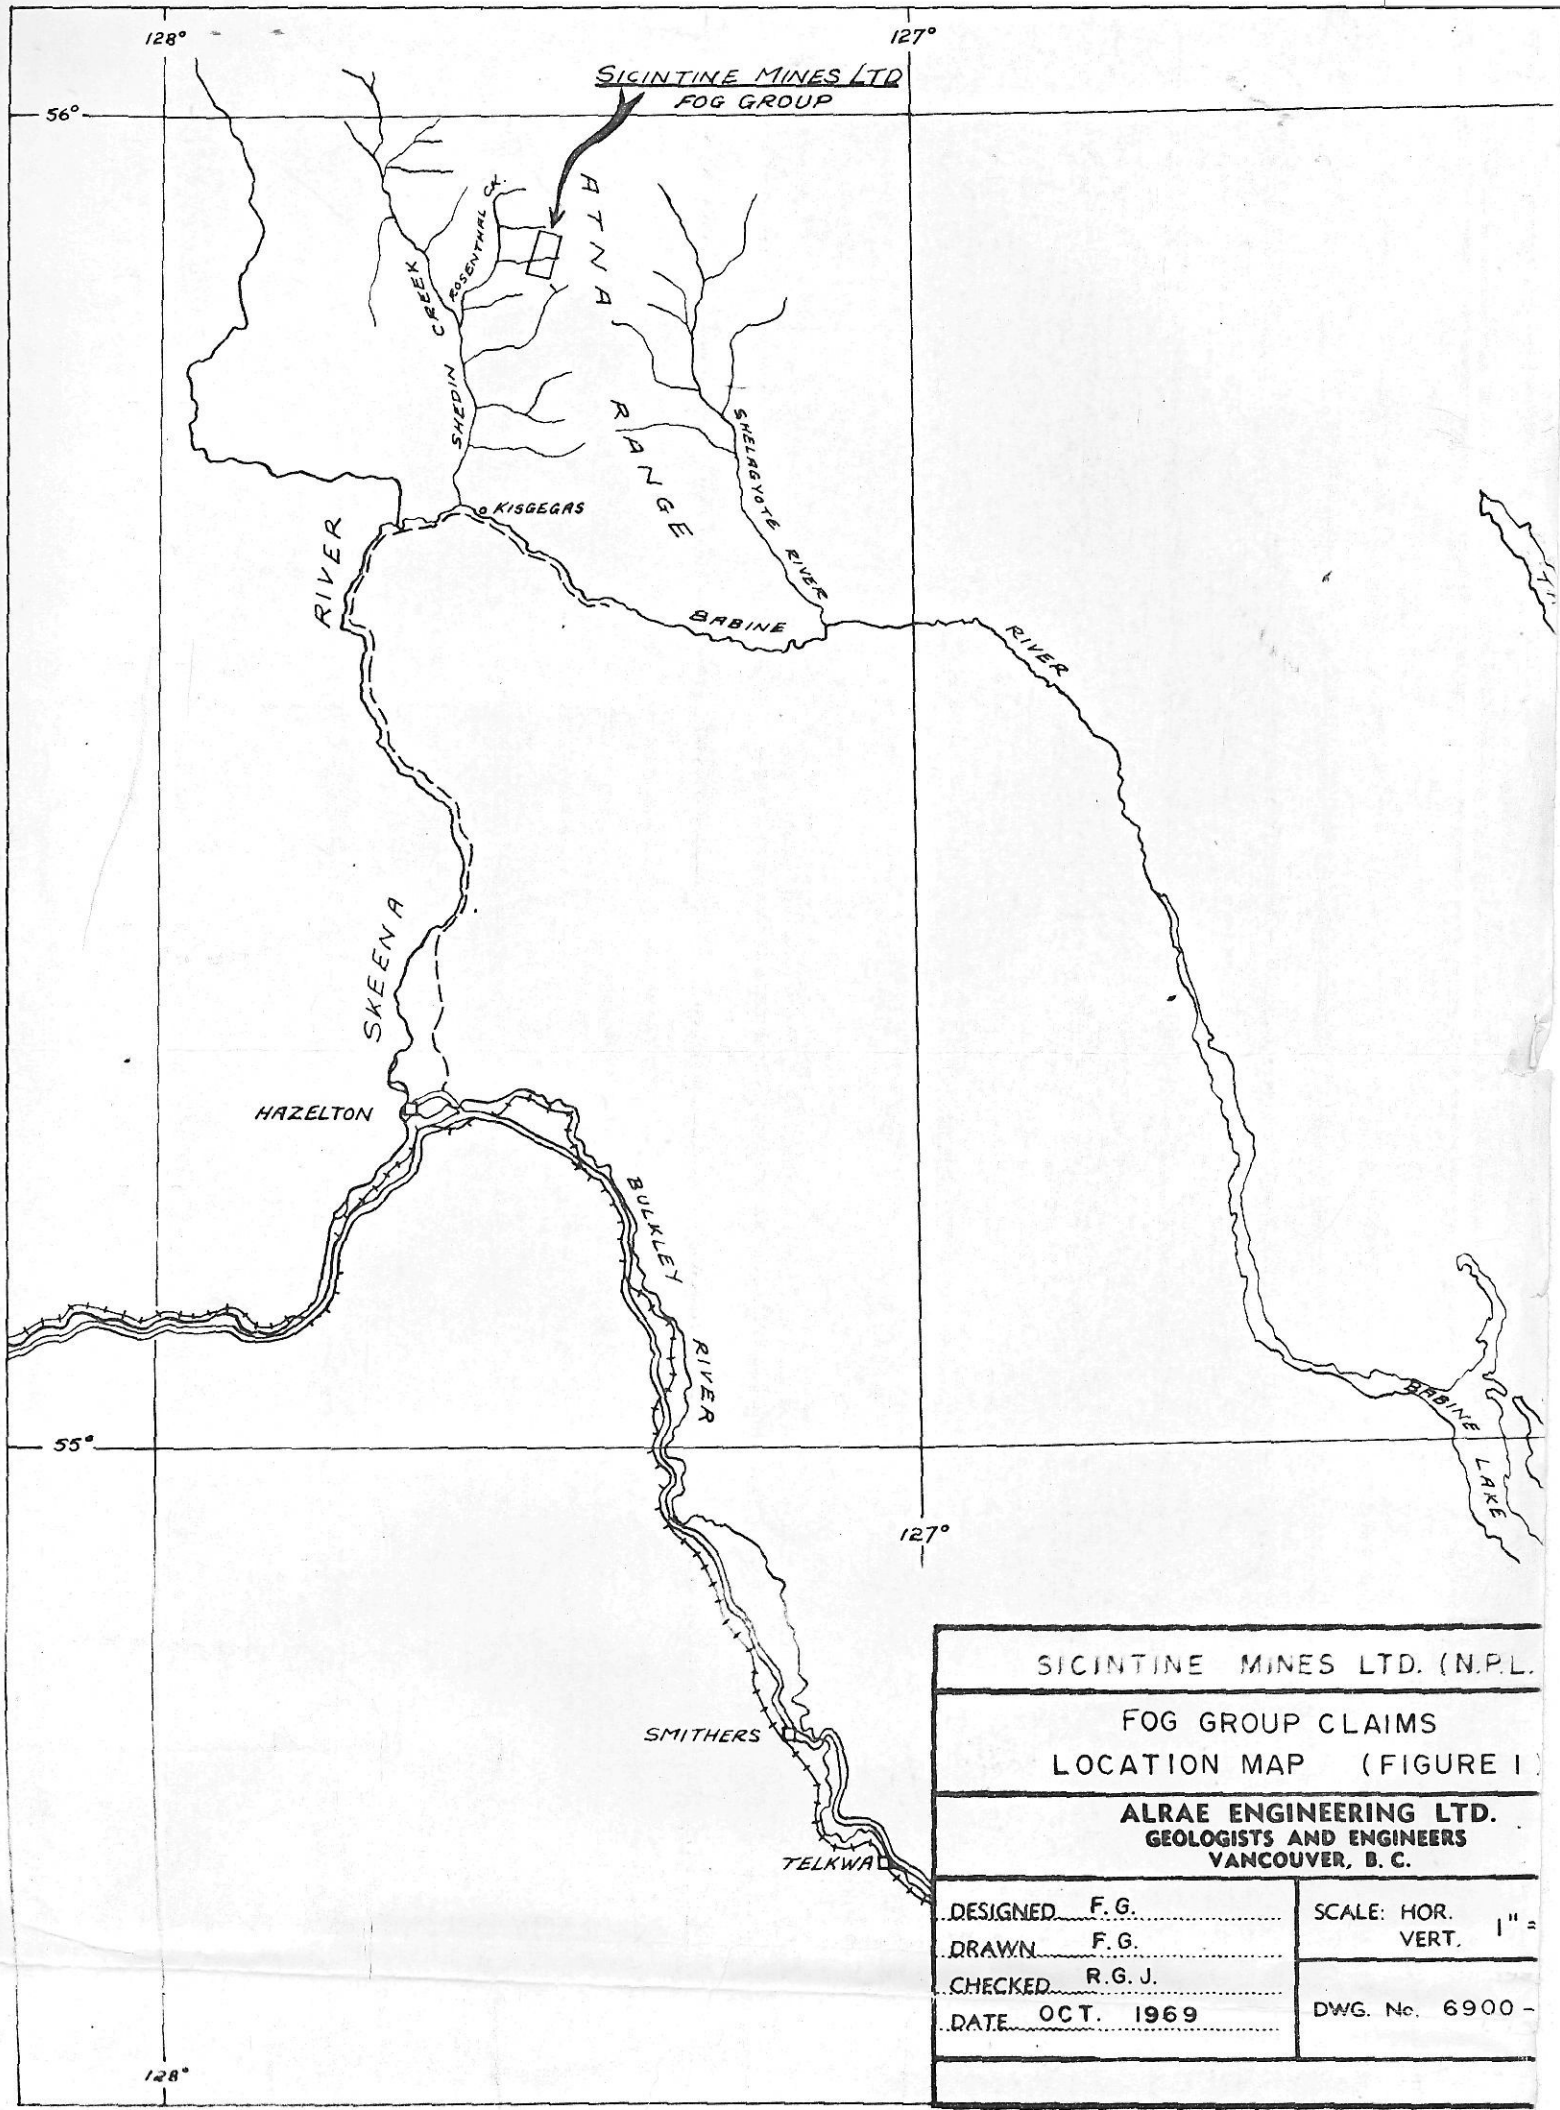 128°
127°
SICINTINE MINES LTD
FOG GROUP
56°
ROSENTHAL CK.
ATNA
RANGE
SHEDIN CREEK
SHELAGYOTE RIVER
KISGEGAS
RIVER
BABINE
RIVER
SKEENA
HAZELTON
BULKLEY
RIVER
BABINE LAKE
55°
127°
SMITHERS
TELKWA
128°
SICINTINE MINES LTD. (N.P.L.
FOG GROUP CLAIMS
LOCATION MAP (FIGURE 1)
ALRAE ENGINEERING LTD.
GEOLOGISTS AND ENGINEERS
VANCOUVER, B. C.
DESIGNED F. G.
DRAWN F. G.
CHECKED R. G. J.
DATE OCT. 1969
SCALE: HOR.
VERT. 1" =
DWG. No. 6900 -